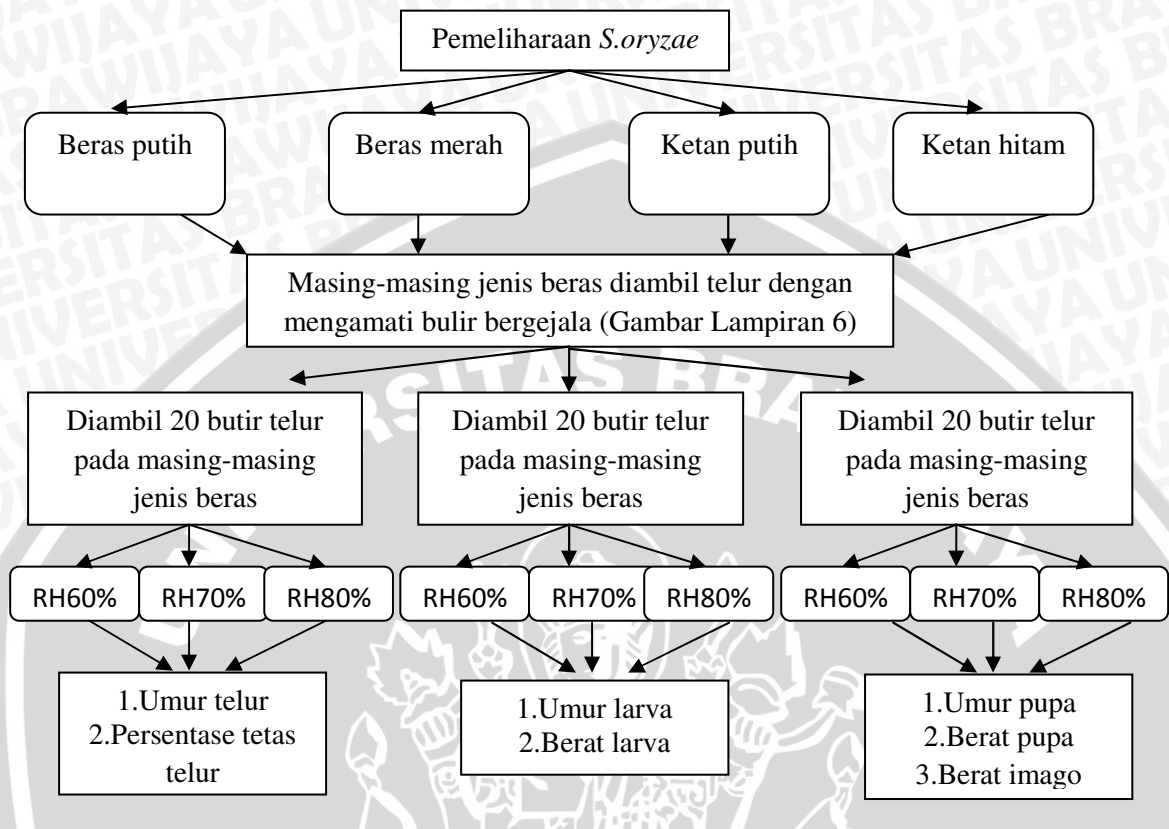 Pemeliharaan S.oryzae
Beras putih
Beras merah
Ketan putih
Ketan hitam
Masing-masing jenis beras diambil telur dengan
mengamati bulir bergejala (Gambar Lampiran 6)
Diambil 20 butir telur
pada masing-masing
jenis beras
Diambil 20 butir telur
pada masing-masing
jenis beras
Diambil 20 butir telur
pada masing-masing
jenis beras
RH60%
RH70%
RH80%
RH60%
RH70%
RH80%
RH60%
RH70%
RH80%
1.Umur telur
2.Persentase tetas
telur
1.Umur larva
2.Berat larva
1.Umur pupa
2.Berat pupa
3.Berat imago